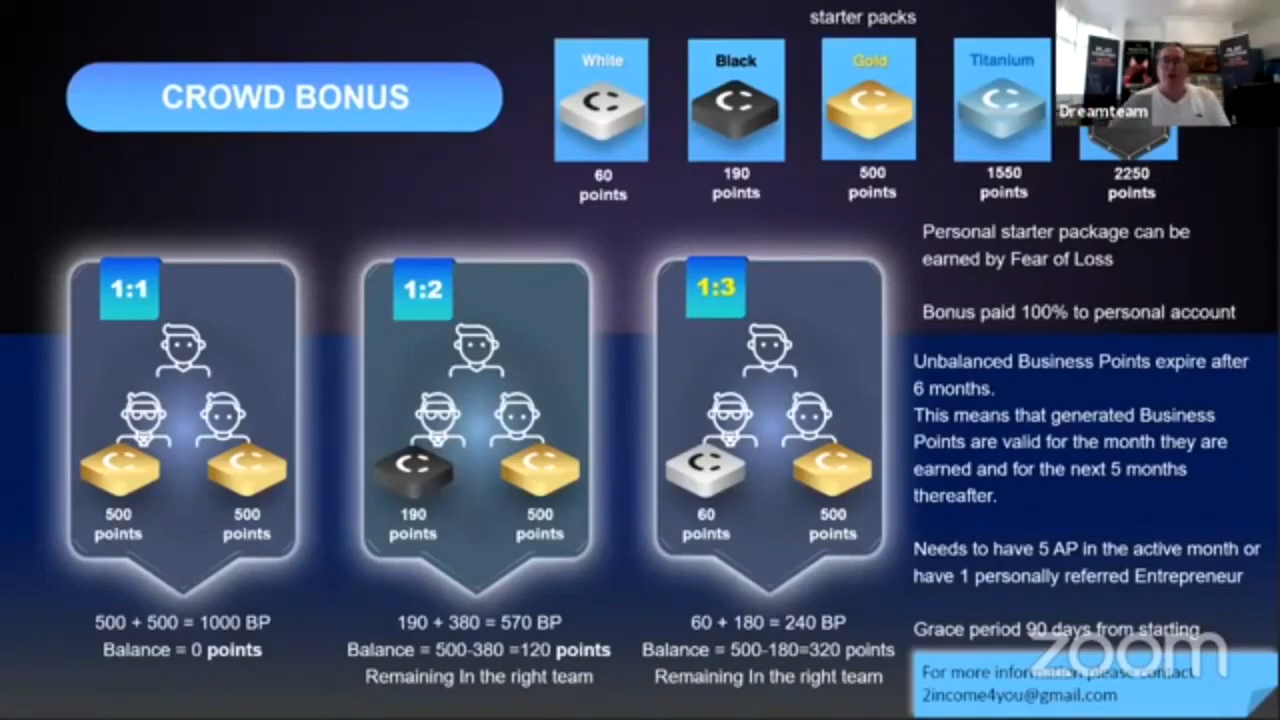 starter packs
CROWD BONUS
White
Black
Gold
Titanium
60
points
190
points
500
points
1550
points
2250
points
Dreamteam
Personal starter package can be
earned by Fear of Loss
Bonus paid 100% to personal account
Unbalanced Business Points expire after
6 months.
This means that generated Business
Points are valid for the month they are
earned and for the next 5 months
thereafter.
Needs to have 5 AP in the active month or
have 1 personally referred Entrepreneur
Grace period 90 days from starting
zoom
For more information please contact
2income4you@gmail.com
1:1
500
points
500
points
500 + 500 = 1000 BP
Balance = 0 points
1:2
190
points
500
points
190 + 380 = 570 BP
Balance = 500-380 =120 points
Remaining In the right team
1:3
60
points
500
points
60 + 180 = 240 BP
Balance = 500-180=320 points
Remaining In the right team